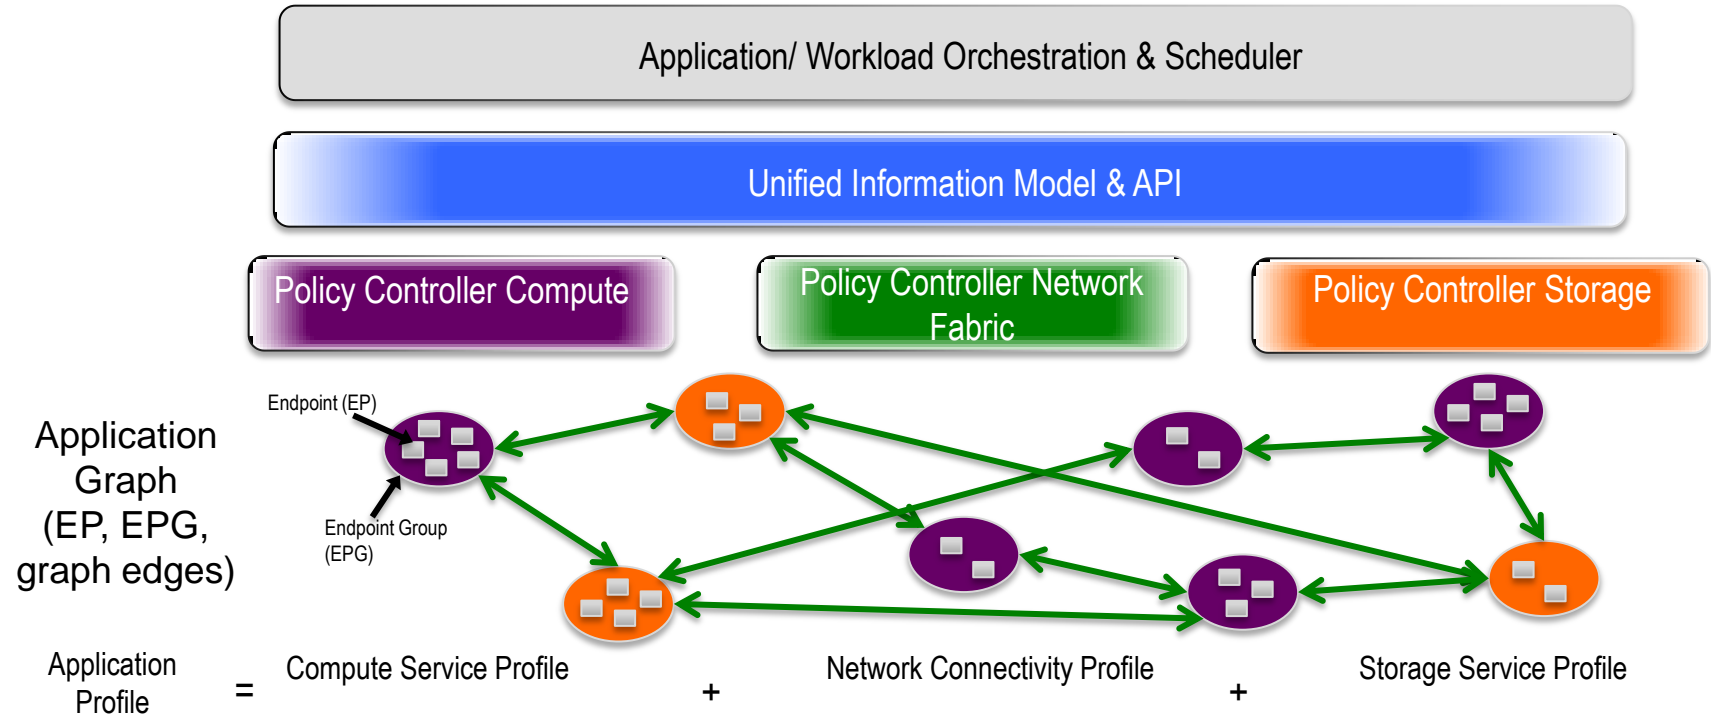 Application/ Workload Orchestration & Scheduler
Unified Information Model & API
Policy Controller Compute
Policy Controller Network
Fabric
Policy Controller Storage
Endpoint (EP)
Application
Graph
(EP, EPG,
graph edges)
Endpoint Group
(EPG)
Application
Profile
=
Compute Service Profile
+
Network Connectivity Profile
+
Storage Service Profile